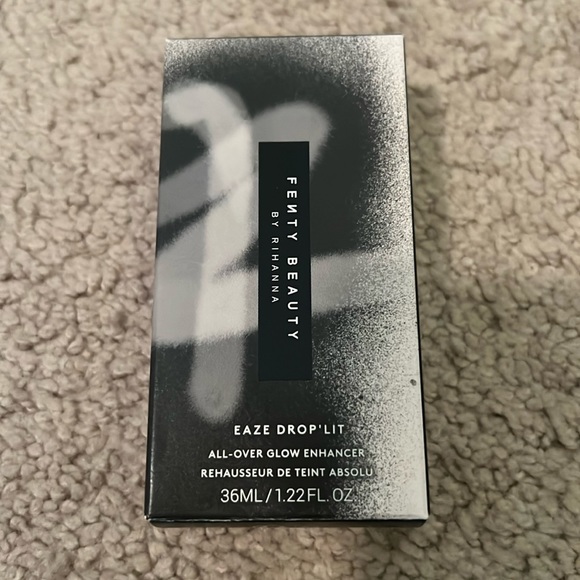 FENTY BEAUTY
BY RIHANNA
EAZE DROP'LIT
ALL-OVER GLOW ENHANCER
REHAUSSEUR DE TEINT ABSOLU
36ML / 1.22 FL. OZ.